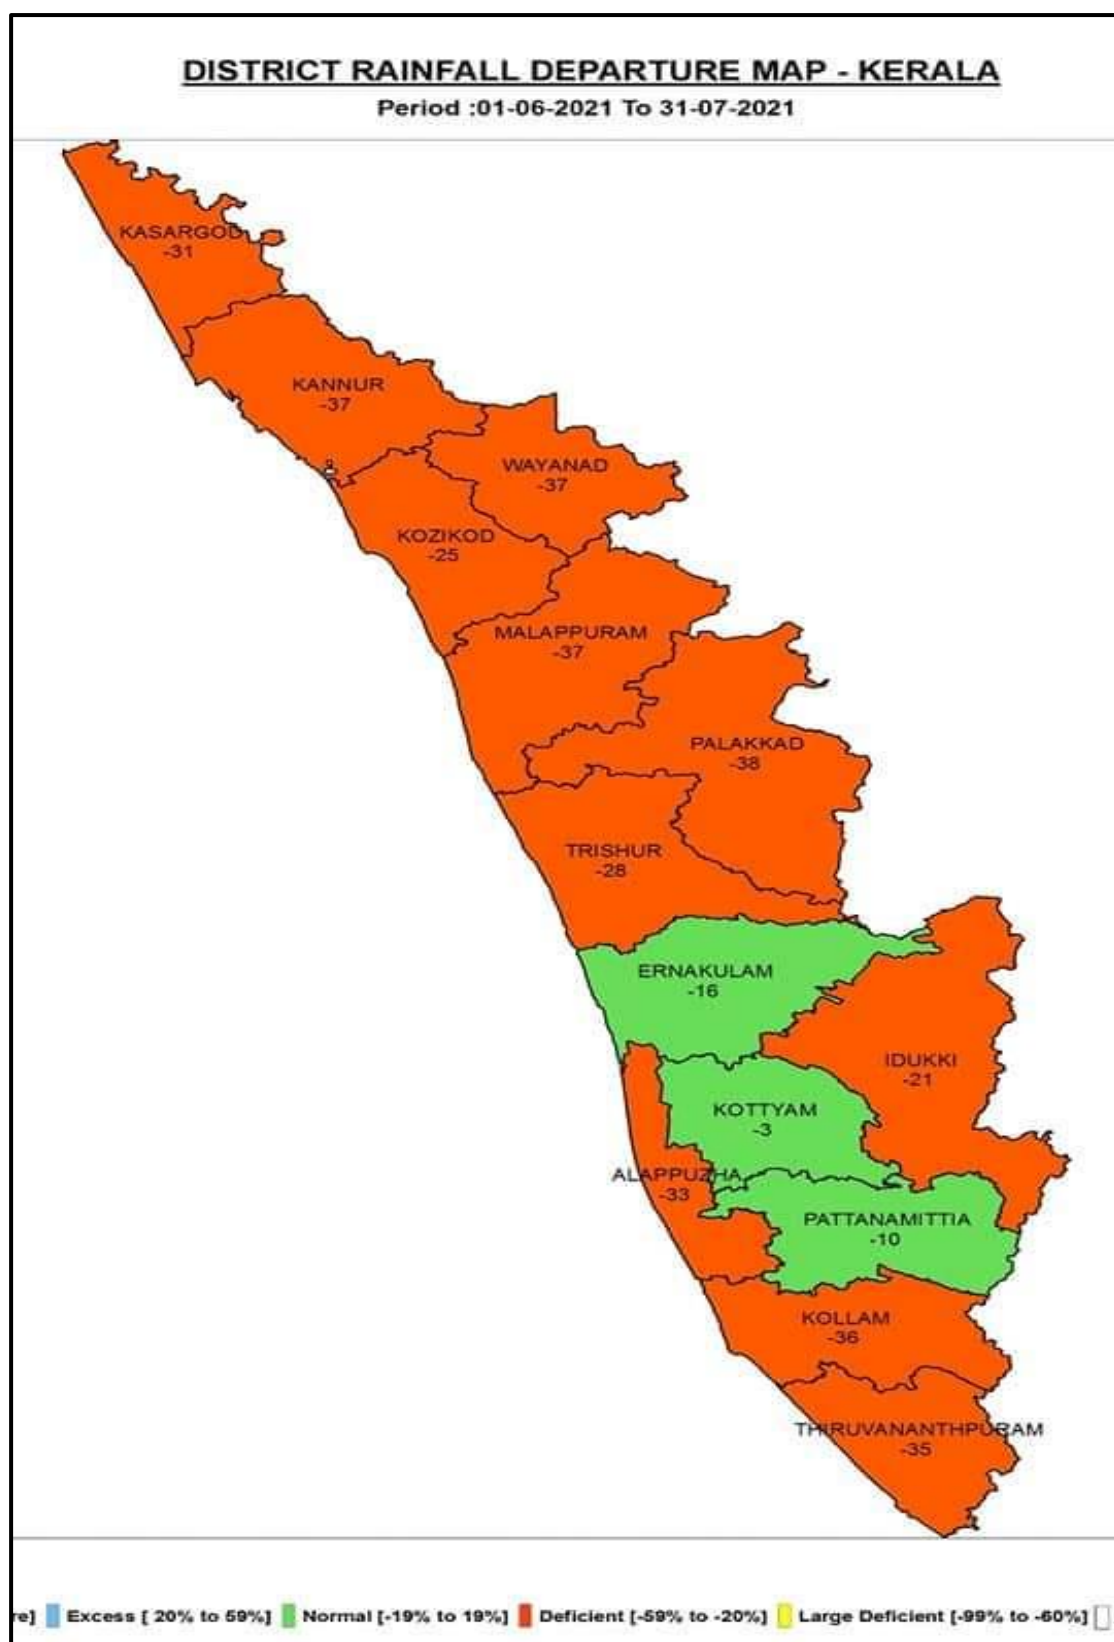 DISTRICT RAINFALL DEPARTURE MAP - KERALA
Period :01-06-2021 To 31-07-2021
KASARGOD
-31
KANNUR
-37
WAYANAD
-37
KOZIKOD
-25
MALAPPURAM
-37
PALAKKAD
-38
TRISHUR
-28
ERNAKULAM
-16
IDUKKI
-21
KOTTYAM
-3
ALAPPUZHA
-33
PATTANAMITTIA
-10
KOLLAM
-36
THIRUVANANTHPURAM
-35
re] Excess [ 20% to 59%] Normal [-19% to 19%] Deficient [-59% to -20%] Large Deficient [-99% to -60%]